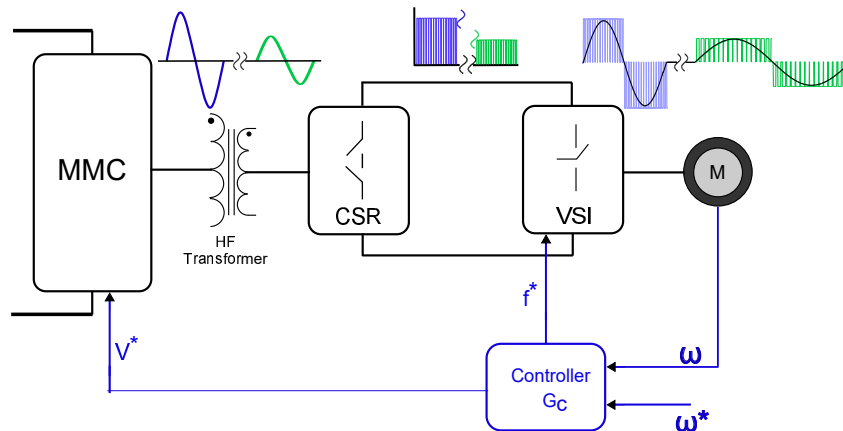 MMC
HF
Transformer
CSR
VSI
M
f*
V*
Controller
Gc
ω
ω*